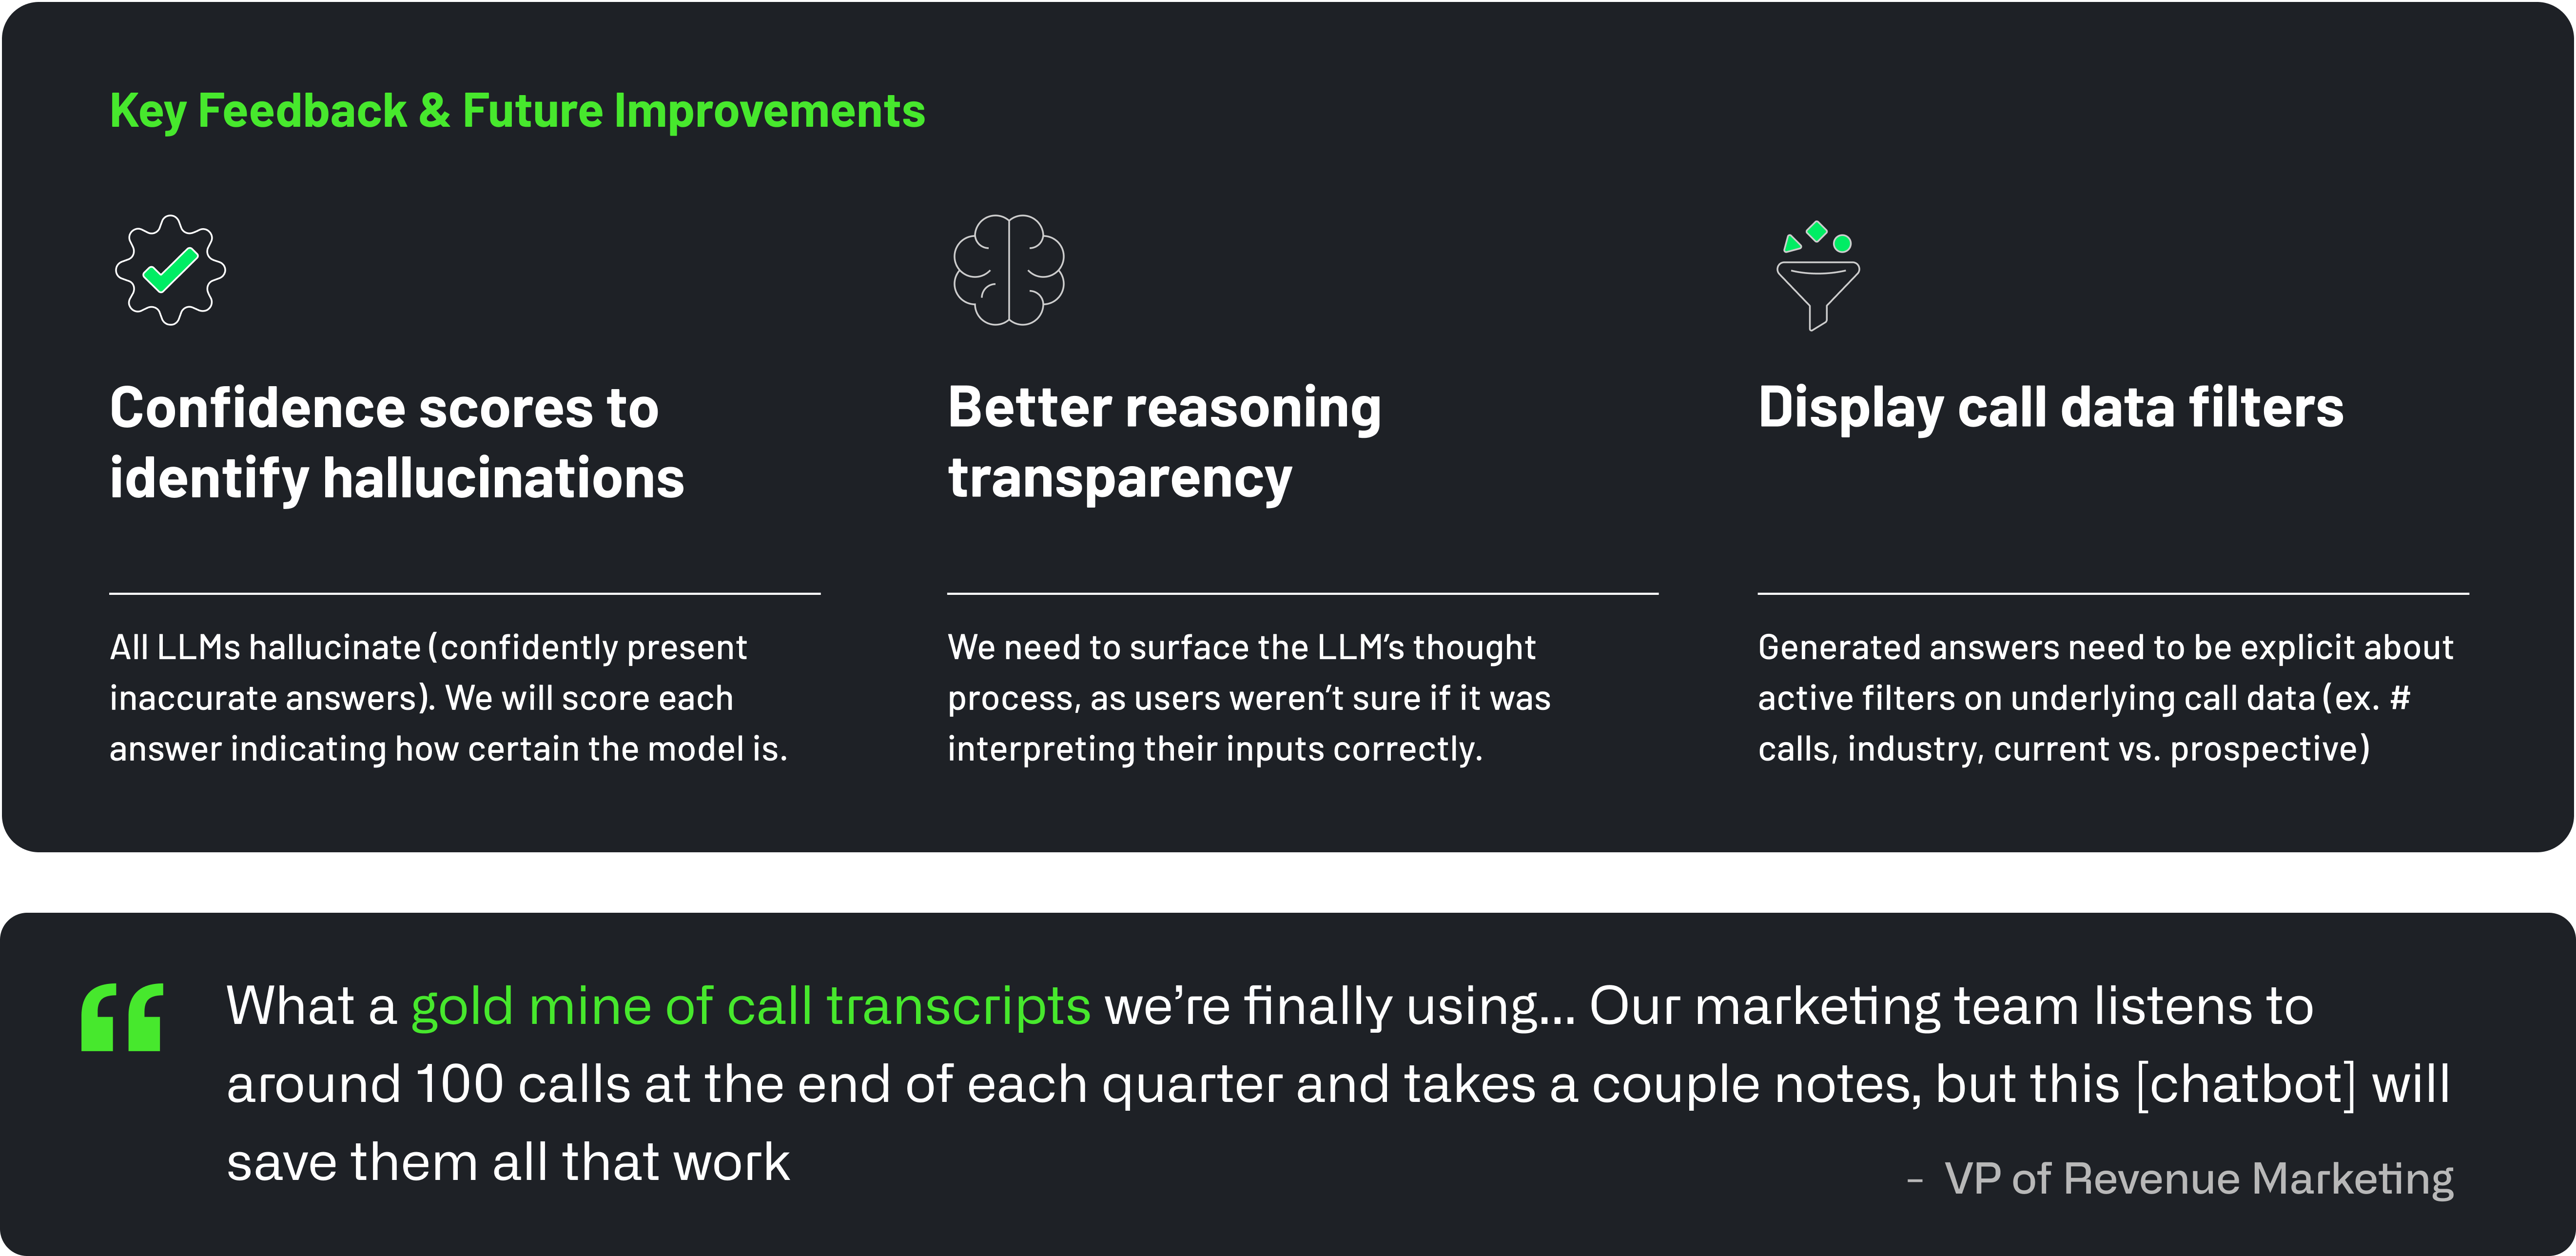 Key Feedback & Future Improvements
Confidence scores to
identify hallucinations
All LLMs hallucinate (confidently present
inaccurate answers). We will score each
answer indicating how certain the model is.
Better reasoning
transparency
We need to surface the LLM’s thought
process, as users weren’t sure if it was
interpreting their inputs correctly.
Display call data filters
Generated answers need to be explicit about
active filters on underlying call data (ex. #
calls, industry, current vs. prospective)
“
What a gold mine of call transcripts we’re finally using... Our marketing team listens to
around 100 calls at the end of each quarter and takes a couple notes, but this [chatbot] will
save them all that work
- VP of Revenue Marketing